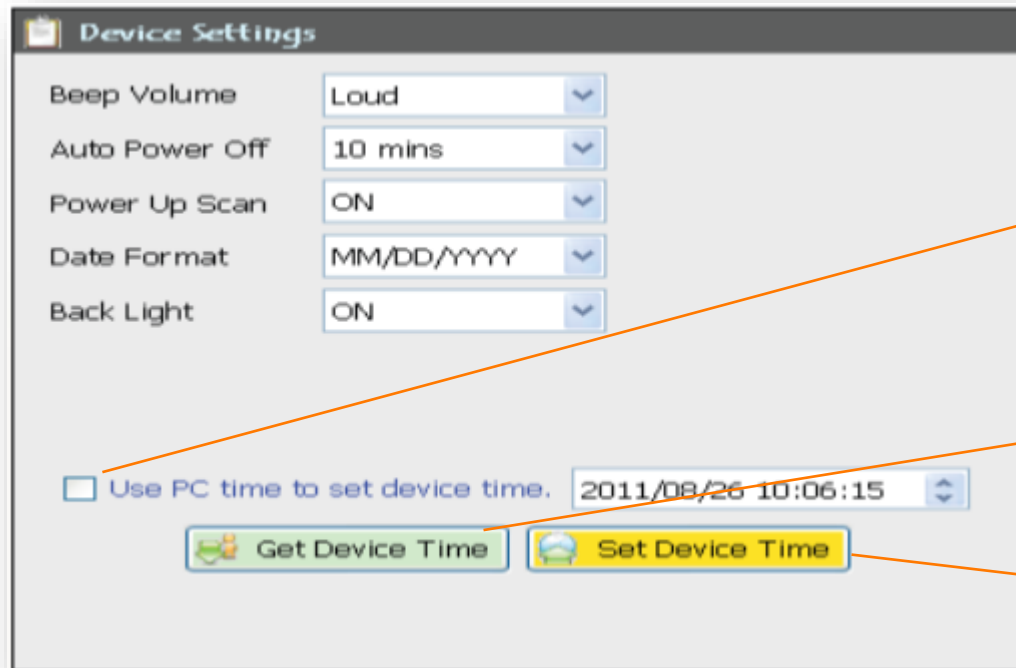 Device Settings
Beep Volume Loud
Auto Power Off 10 mins
Power Up Scan ON
Date Format MM/DD/YYYY
Back Light ON
Use PC time to set device time. 2011/08/26 10:06:15
Get Device Time Set Device Time